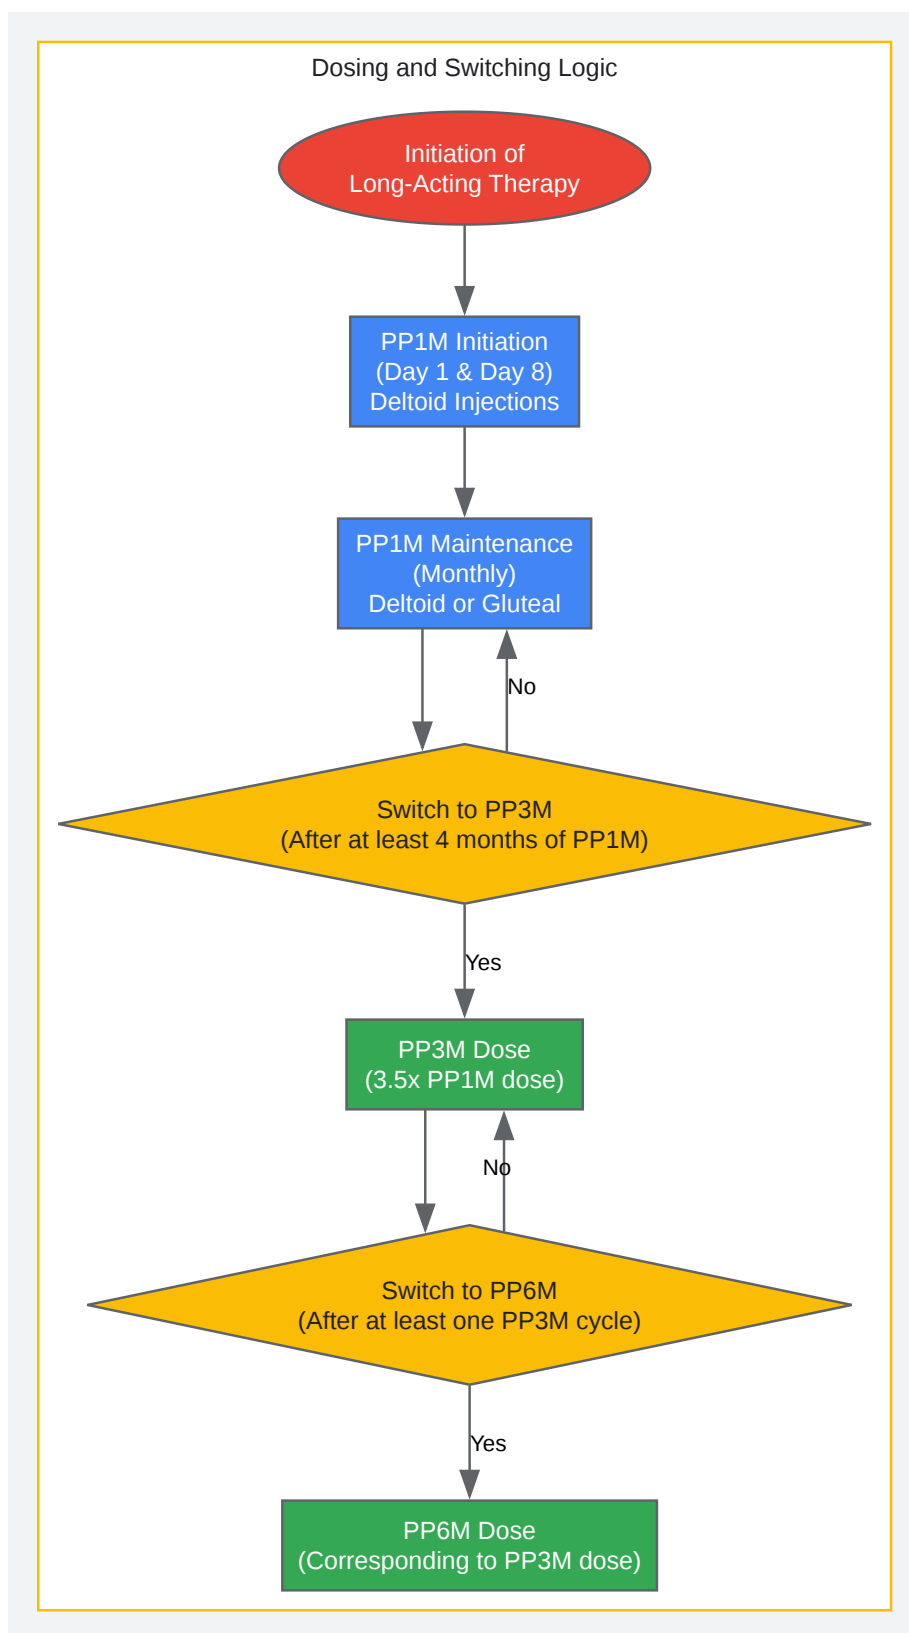 Dosing and Switching Logic
Initiation of
Long-Acting Therapy
PP1M Initiation
(Day 1 & Day 8)
Deltoid Injections
PP1M Maintenance
(Monthly)
Deltoid or Gluteal
No
Switch to PP3M
(After at least 4 months of PP1M)
Yes
PP3M Dose
(3.5x PP1M dose)
No
Switch to PP6M
(After at least one PP3M cycle)
Yes
PP6M Dose
(Corresponding to PP3M dose)